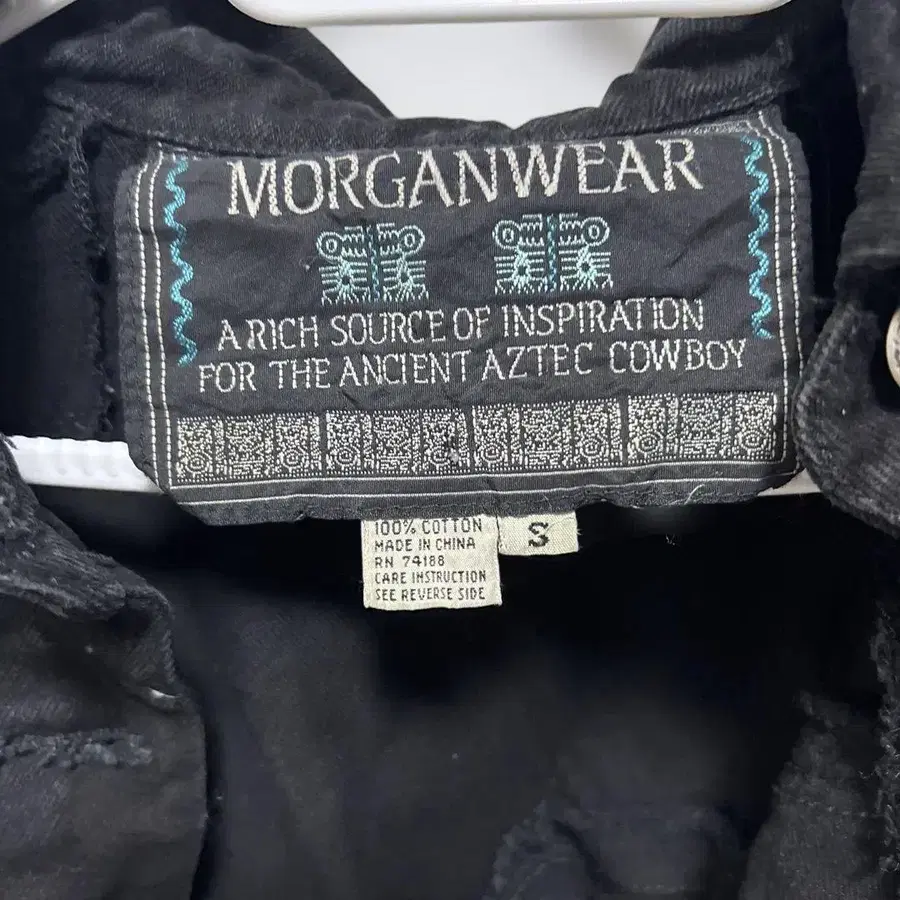 MORGANWEAR
A RICH SOURCE OF INSPIRATION
FOR THE ANCIENT AZTEC COWBOY
100% COTTON
MADE IN CHINA
RN 74188
CARE INSTRUCTION
SEE REVERSE SIDE
S